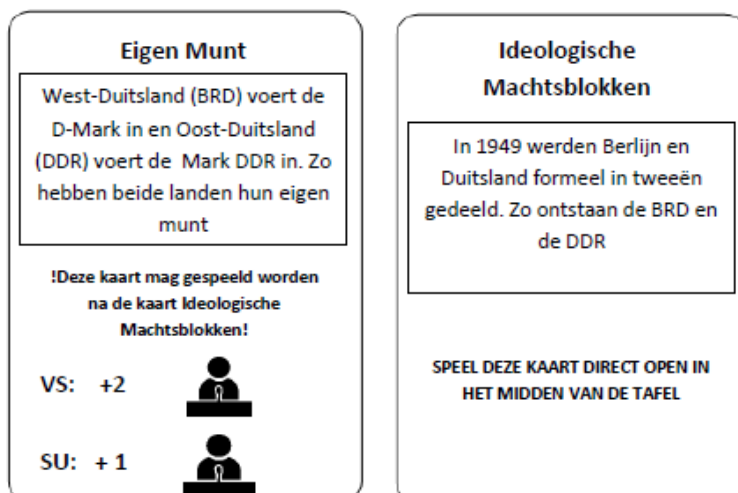 Eigen Munt
West-Duitsland (BRD) voert de
D-Mark in en Oost-Duitsland
(DDR) voert de Mark DDR in. Zo
hebben beide landen hun eigen
munt
!Deze kaart mag gespeeld worden
na de kaart Ideologische
Machtsblokken!
VS: +2
SU: + 1
Ideologische
Machtsblokken
In 1949 werden Berlijn en
Duitsland formeel in tweeën
gedeeld. Zo ontstaan de BRD en
de DDR
SPEEL DEZE KAART DIRECT OPEN IN
HET MIDDEN VAN DE TAFEL